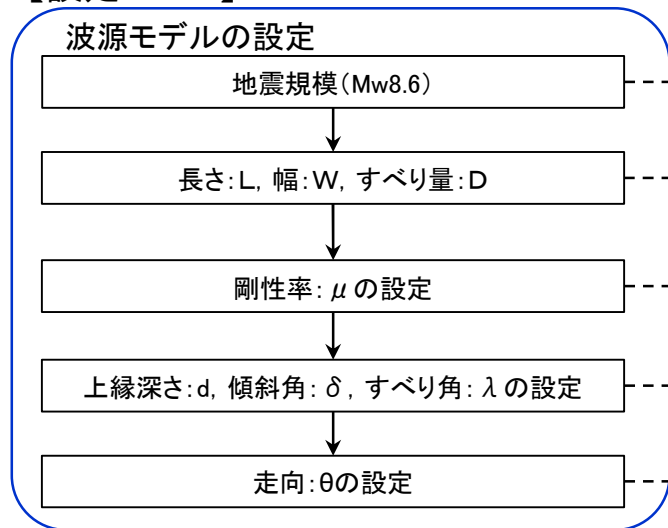 波源モデルの設定
地震規模（Mw8.6）
長さ：L，幅：W，すべり量：D
剛性率：μの設定
上縁深さ：d，傾斜角：δ，すべり角：λの設定
走向：θの設定